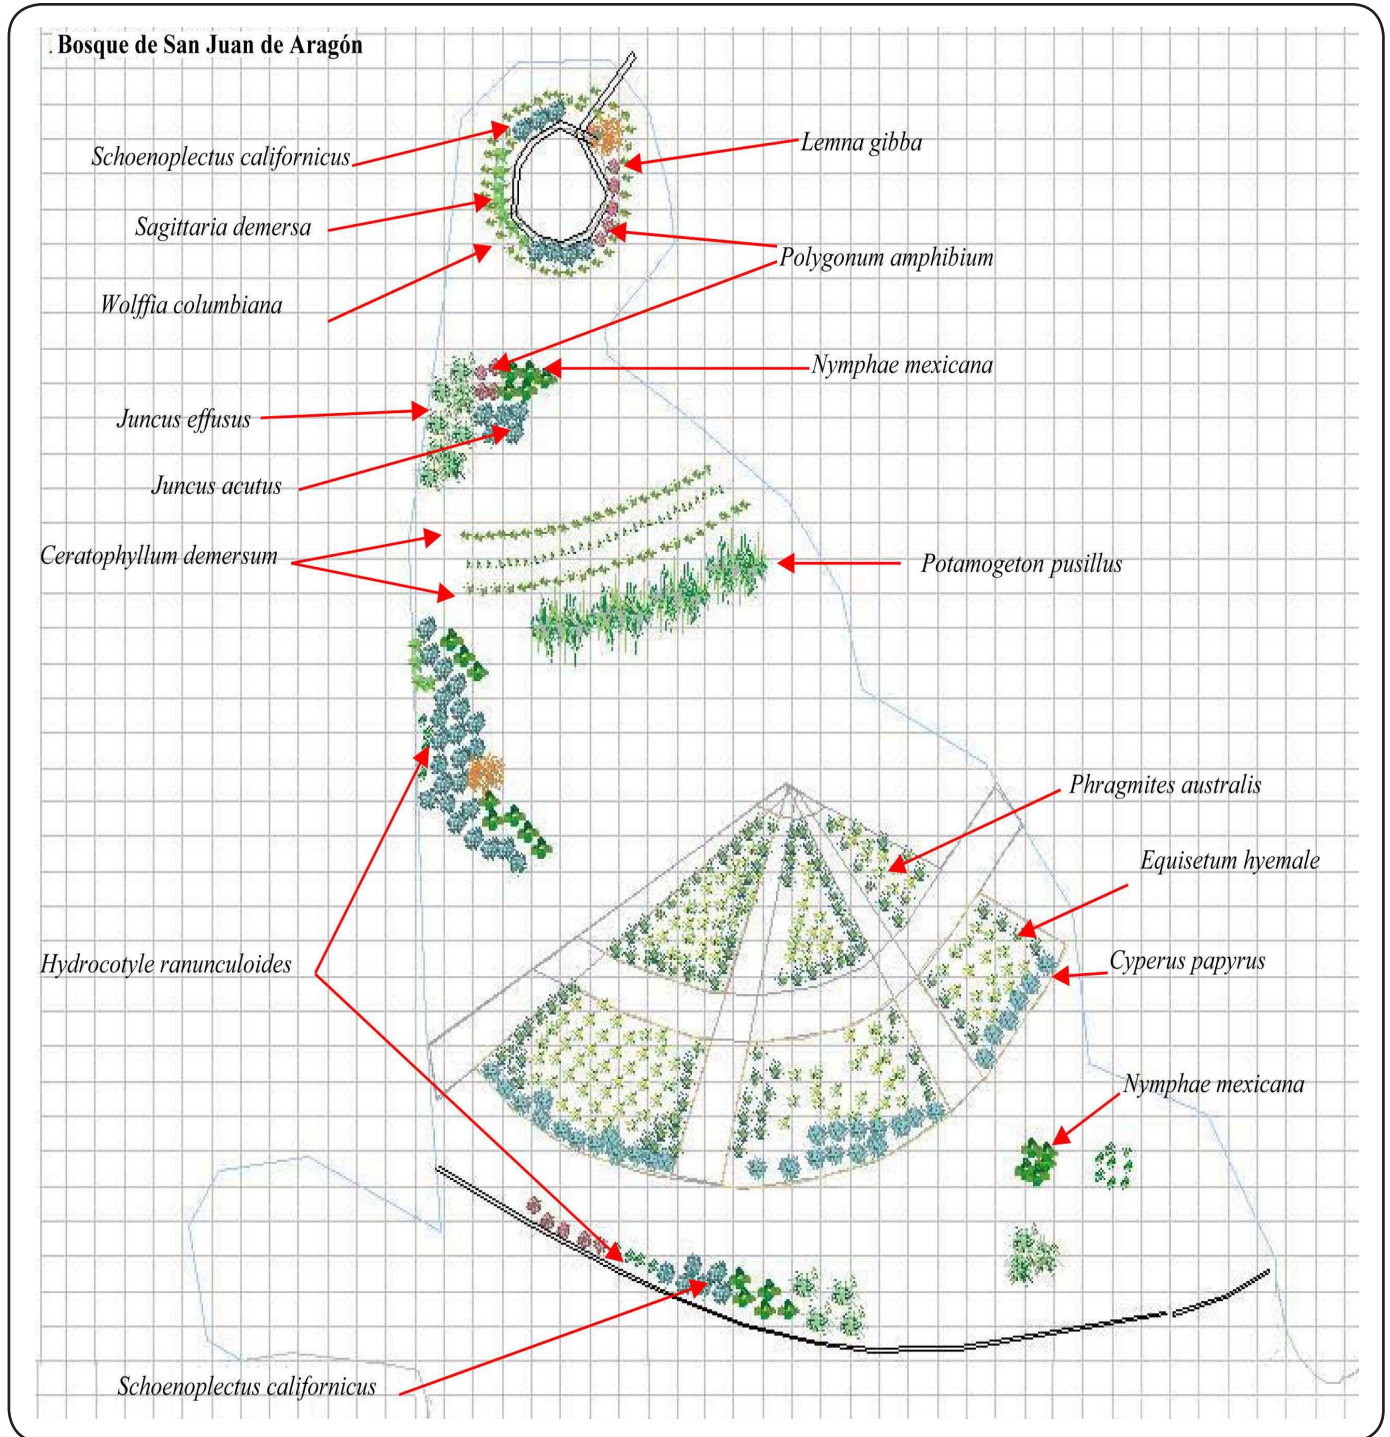 . Bosque de San Juan de Aragón
Schoenoplectus californicus
Lemna gibba
Sagittaria demersa
Polygonum amphibium
Wolffia columbiana
Nymphae mexicana
Juncus effusus
Juncus acutus
Ceratophyllum demersum
Potamogeton pusillus
Phragmites australis
Equisetum hyemale
Hydrocotyle ranunculoides
Cyperus papyrus
Nymphae mexicana
Schoenoplectus californicus